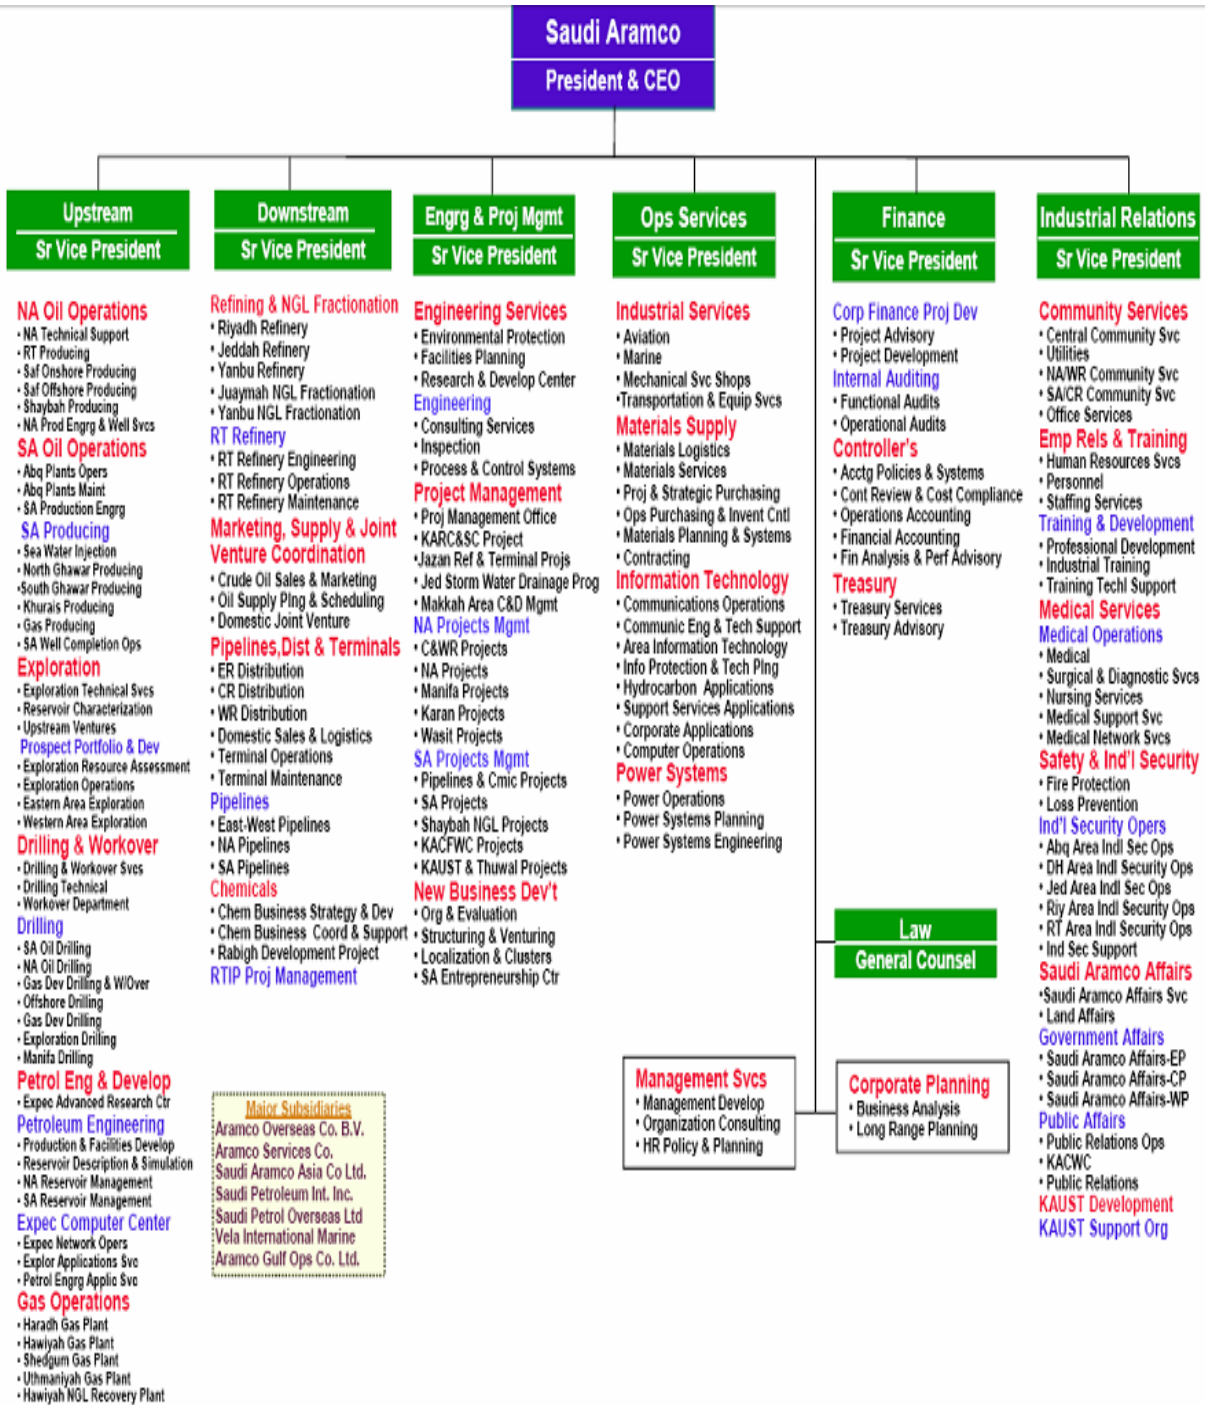 Saudi Aramco
President & CEO
Upstream
Sr Vice President
NA Oil Operations
• NA Technical Support
• RT Producing
• Saf Onshore Producing
• Saf Offshore Producing
• Shaybah Producing
• NA Prod Engrg & Well Svcs
SA Oil Operations
• Abq Plants Opers
• Abq Plants Maint
• SA Production Engrg
SA Producing
• Sea Water Injection
• North Ghawar Producing
•South Ghawar Producing
• Khurais Producing
• Gas Producing
• SA Well Completion Ops
Exploration
• Exploration Technical Svcs
• Reservoir Characterization
• Upstream Ventures
Prospect Portfolio & Dev
• Exploration Resource Assessment
• Exploration Operations
• Eastern Area Exploration
• Western Area Exploration
Drilling & Workover
• Drilling & Workover Svcs
• Drilling Technical
• Workover Department
Drilling
• SA Oil Drilling
• NA Oil Drilling
• Gas Dev Drilling & W/Over
• Offshore Drilling
• Gas Dev Drilling
• Exploration Drilling
• Manifa Drilling
Petrol Eng & Develop
• Expec Advanced Research Ctr
Petroleum Engineering
• Production & Facilities Develop
• Reservoir Description & Simulation
• NA Reservoir Management
• SA Reservoir Management
Expec Computer Center
• Expec Network Opers
• Explor Applications Svc
• Petrol Engrg Applic Svc
Gas Operations
• Haradh Gas Plant
• Hawiyah Gas Plant
• Shedgum Gas Plant
• Uthmaniyah Gas Plant
• Hawiyah NGL Recovery Plant
Downstream
Sr Vice President
Refining & NGL Fractionation
• Riyadh Refinery
• Jeddah Refinery
• Yanbu Refinery
• Juaymah NGL Fractionation
• Yanbu NGL Fractionation
RT Refinery
• RT Refinery Engineering
• RT Refinery Operations
• RT Refinery Maintenance
Marketing, Supply & Joint
Venture Coordination
• Crude Oil Sales & Marketing
• Oil Supply Plng & Scheduling
• Domestic Joint Venture
Pipelines,Dist & Terminals
• ER Distribution
• CR Distribution
• WR Distribution
• Domestic Sales & Logistics
• Terminal Operations
• Terminal Maintenance
Pipelines
• East-West Pipelines
• NA Pipelines
• SA Pipelines
Chemicals
• Chem Business Strategy & Dev
• Chem Business Coord & Support
• Rabigh Development Project
RTIP Proj Management
Major Subsidiaries
Aramco Overseas Co. B.V.
Aramco Services Co.
Saudi Aramco Asia Co Ltd.
Saudi Petroleum Int. Inc.
Saudi Petrol Overseas Ltd
Vela International Marine
Aramco Gulf Ops Co. Ltd.
Engrg & Proj Mgmt
Sr Vice President
Engineering Services
• Environmental Protection
• Facilities Planning
• Research & Develop Center
Engineering
• Consulting Services
• Inspection
• Process & Control Systems
Project Management
• Proj Management Office
• KARC&SC Project
• Jazan Ref & Terminal Projs
• Jed Storm Water Drainage Prog
• Makkah Area C&D Mgmt
NA Projects Mgmt
• C&WR Projects
• NA Projects
• Manifa Projects
• Karan Projects
• Wasit Projects
SA Projects Mgmt
• Pipelines & Cmic Projects
• SA Projects
• Shaybah NGL Projects
• KACFWC Projects
• KAUST & Thuwal Projects
New Business Dev't
• Org & Evaluation
• Structuring & Venturing
• Localization & Clusters
• SA Entrepreneurship Ctr
Ops Services
Sr Vice President
Industrial Services
• Aviation
• Marine
• Mechanical Svc Shops
•Transportation & Equip Svcs
Materials Supply
• Materials Logistics
• Materials Services
• Proj & Strategic Purchasing
• Ops Purchasing & Invent Cntl
• Materials Planning & Systems
• Contracting
Information Technology
• Communications Operations
• Communic Eng & Tech Support
• Area Information Technology
• Info Protection & Tech Plng
• Hydrocarbon Applications
• Support Services Applications
• Corporate Applications
• Computer Operations
Power Systems
• Power Operations
• Power Systems Planning
• Power Systems Engineering
Management Svcs
• Management Develop
• Organization Consulting
• HR Policy & Planning
Finance
Sr Vice President
Corp Finance Proj Dev
• Project Advisory
• Project Development
Internal Auditing
• Functional Audits
• Operational Audits
Controller's
• Acctg Policies & Systems
• Cont Review & Cost Compliance
• Operations Accounting
• Financial Accounting
• Fin Analysis & Perf Advisory
Treasury
• Treasury Services
• Treasury Advisory
Law
General Counsel
Corporate Planning
• Business Analysis
• Long Range Planning
Industrial Relations
Sr Vice President
Community Services
• Central Community Svc
• Utilities
• NA/WR Community Svc
• SA/CR Community Svc
• Office Services
Emp Rels & Training
• Human Resources Svcs
• Personnel
• Staffing Services
Training & Development
• Professional Development
• Industrial Training
• Training Techl Support
Medical Services
Medical Operations
• Medical
• Surgical & Diagnostic Svcs
• Nursing Services
• Medical Support Svc
• Medical Network Svcs
Safety & Ind'l Security
• Fire Protection
• Loss Prevention
Ind'l Security Opers
• Abq Area Indl Sec Ops
• DH Area Indl Security Ops
• Jed Area Indl Sec Ops
• Riy Area Indl Security Ops
• RT Area Indl Security Ops
• Ind Sec Support
Saudi Aramco Affairs
•Saudi Aramco Affairs Svc
• Land Affairs
Government Affairs
• Saudi Aramco Affairs-EP
• Saudi Aramco Affairs-CP
• Saudi Aramco Affairs-WP
Public Affairs
• Public Relations Ops
• KACWC
• Public Relations
KAUST Development
KAUST Support Org